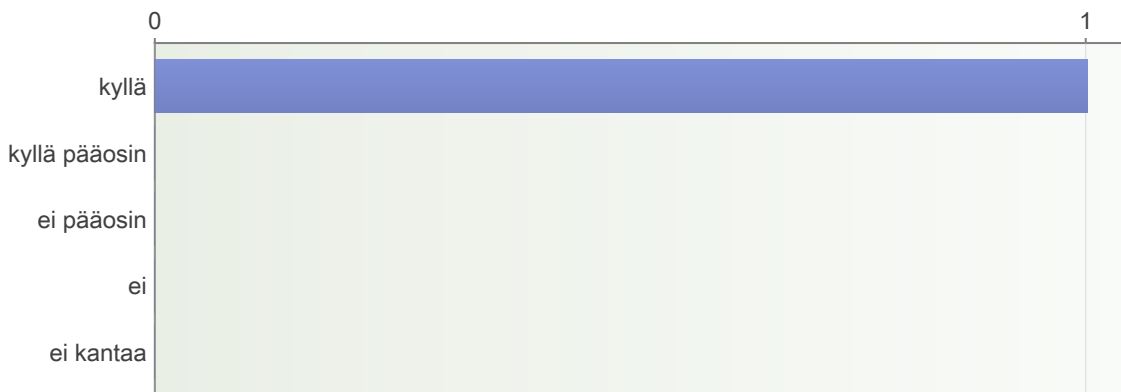 0 1
kyllä
kyllä pääosin
ei pääosin
ei
ei kantaa